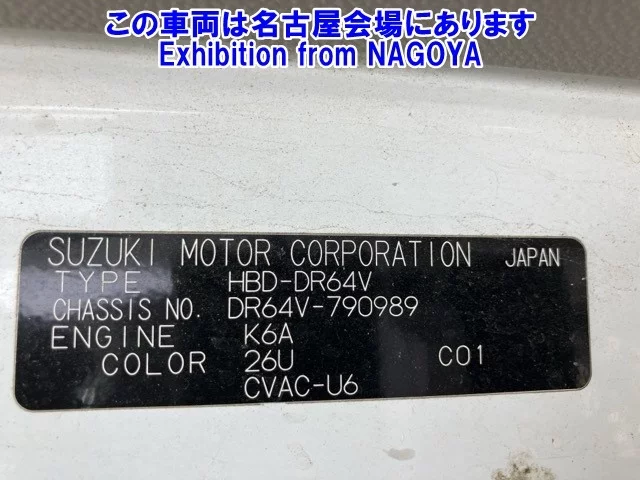 この車両は名古屋会場にあります
Exhibition from NAGOYA
SUZUKI MOTOR CORPORATION JAPAN
TYPE HBD-DR64V
CHASSIS NO. DR64V-790989
ENGINE K6A
COLOR 26U C01
CVAC-U6